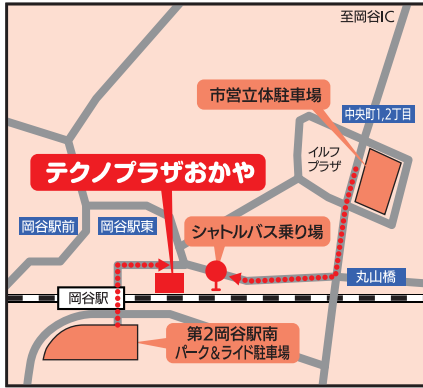 至岡谷IC
市営立体駐車場
中央町1,2丁目
イルフ
プラザ
テクノプラザおかや
岡谷駅前
岡谷駅東
シャトルバス乗り場
丸山橋
岡谷駅
第2岡谷駅南
パーク&ライド駐車場